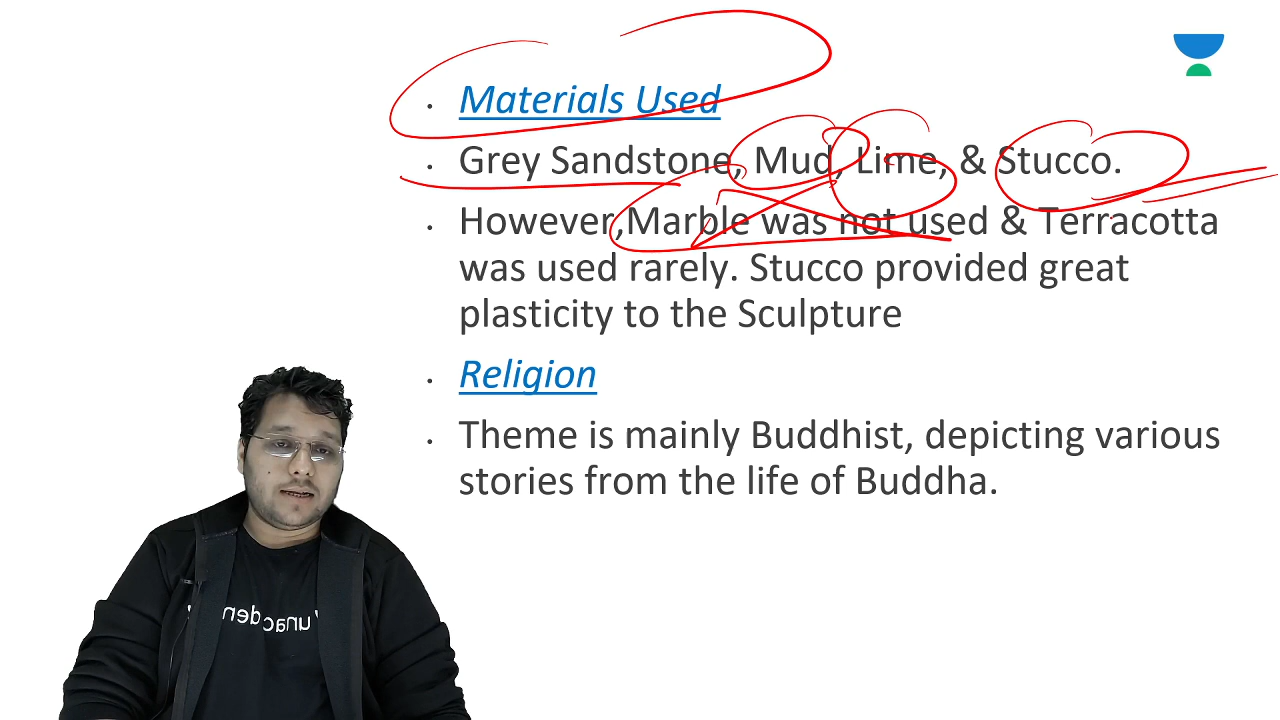 Materials Used
Grey Sandstone, Mud, Lime, & Stucco.
However,Marble was not used & Terracotta
was used rarely. Stucco provided great
plasticity to the Sculpture
Religion
Theme is mainly Buddhist, depicting various
stories from the life of Buddha.